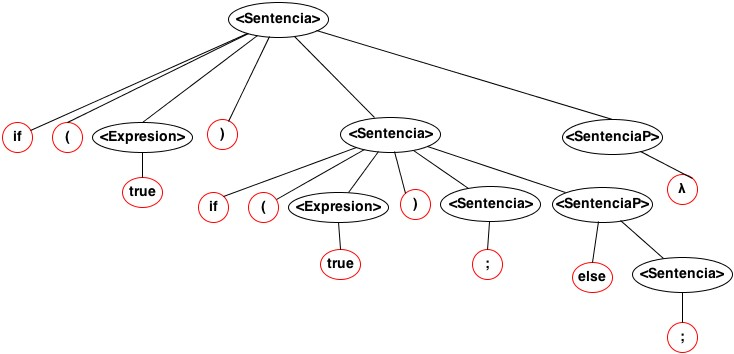 <Sentencia>
if ( <Expresion> ) <Sentencia> <SentenciaP>
true if ( <Expresion> ) <Sentencia> <SentenciaP> λ
true ; else <Sentencia>
;